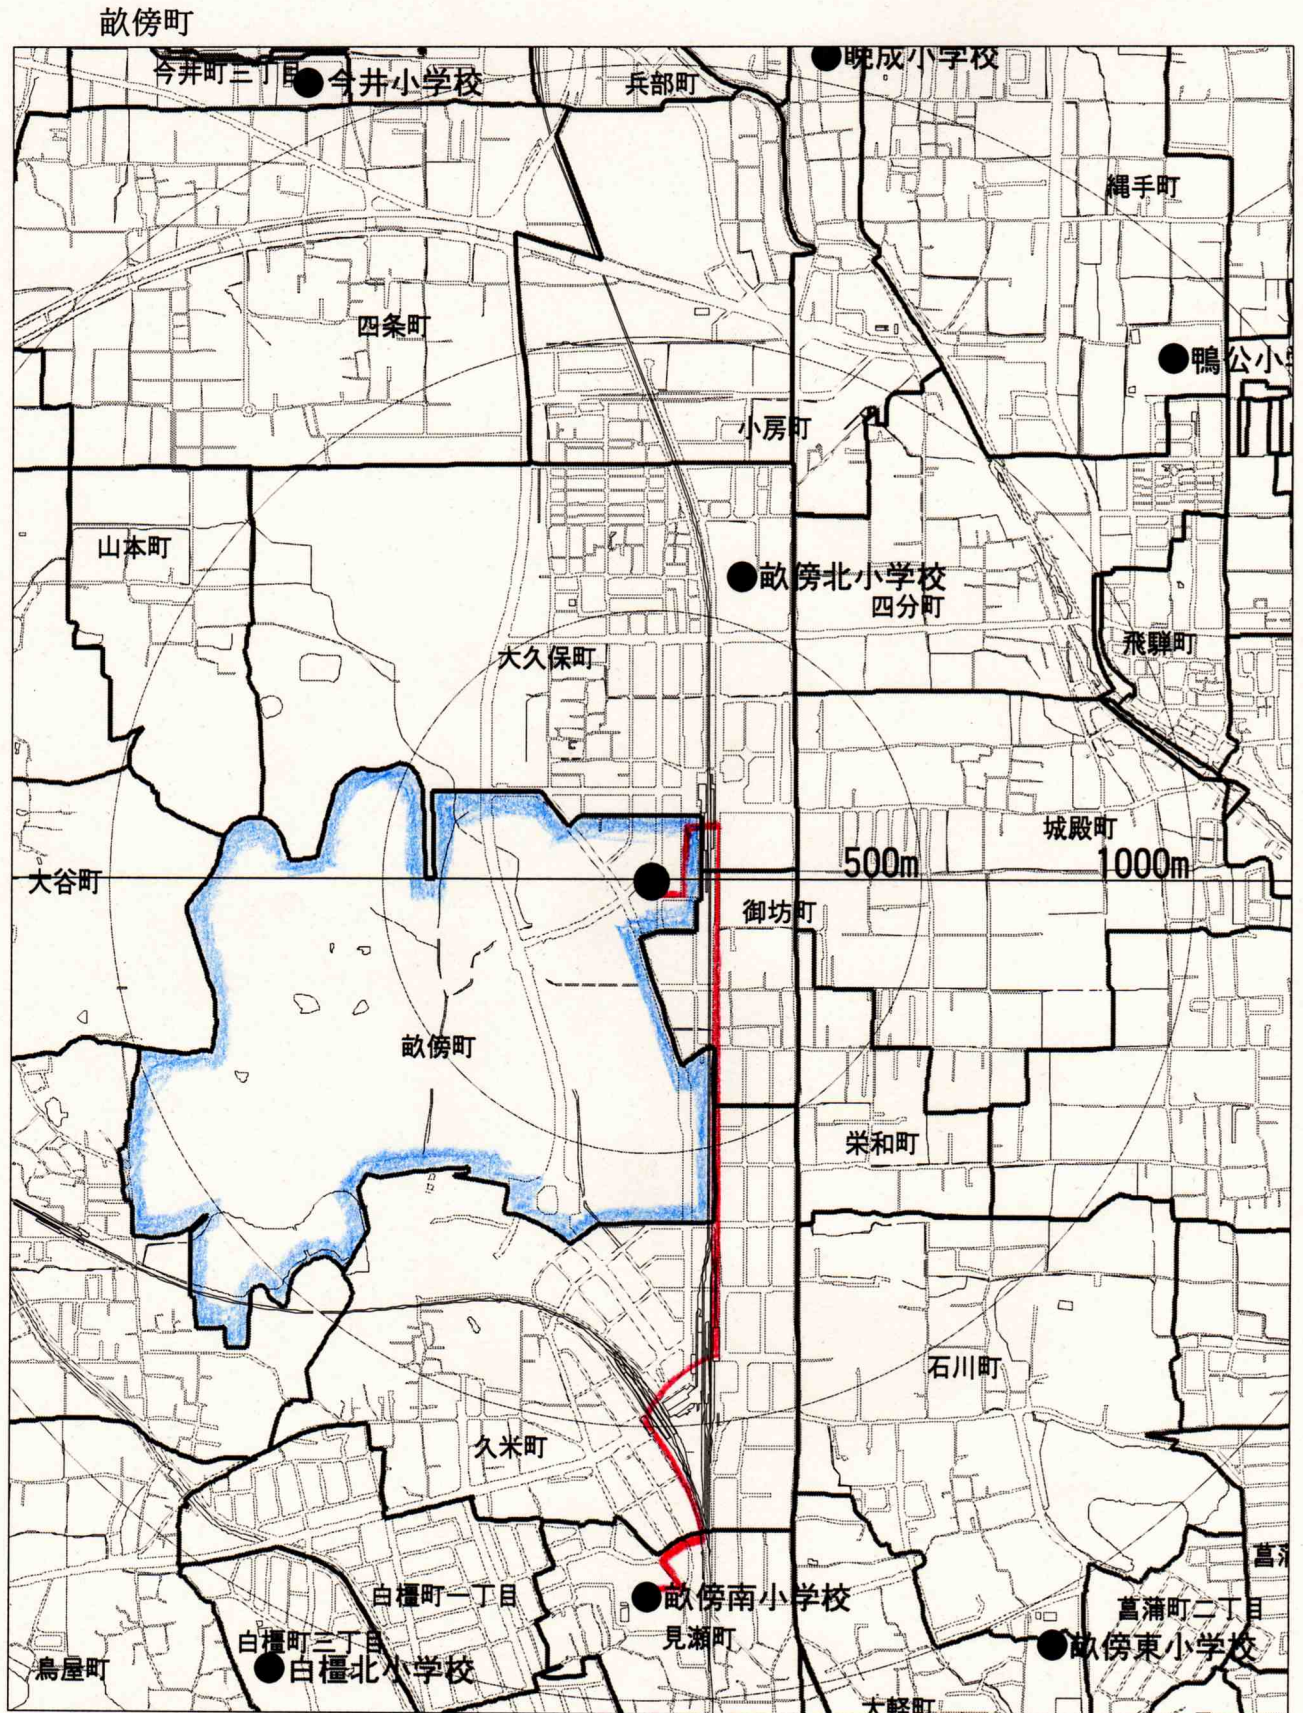 畝傍町
今井町三丁目
今井小学校
兵部町
晩成小学校
縄手町
四条町
鴨公小学
小房町
山本町
畝傍北小学校
四分町
大久保町
飛騨町
城殿町
500m
1000m
大谷町
御坊町
畝傍町
栄和町
石川町
久米町
菖蒲
白橿町一丁目
畝傍南小学校
菖蒲町二丁目
見瀬町
白橿町三丁目
畝傍東小学校
鳥屋町
白橿北小学校
大軽町